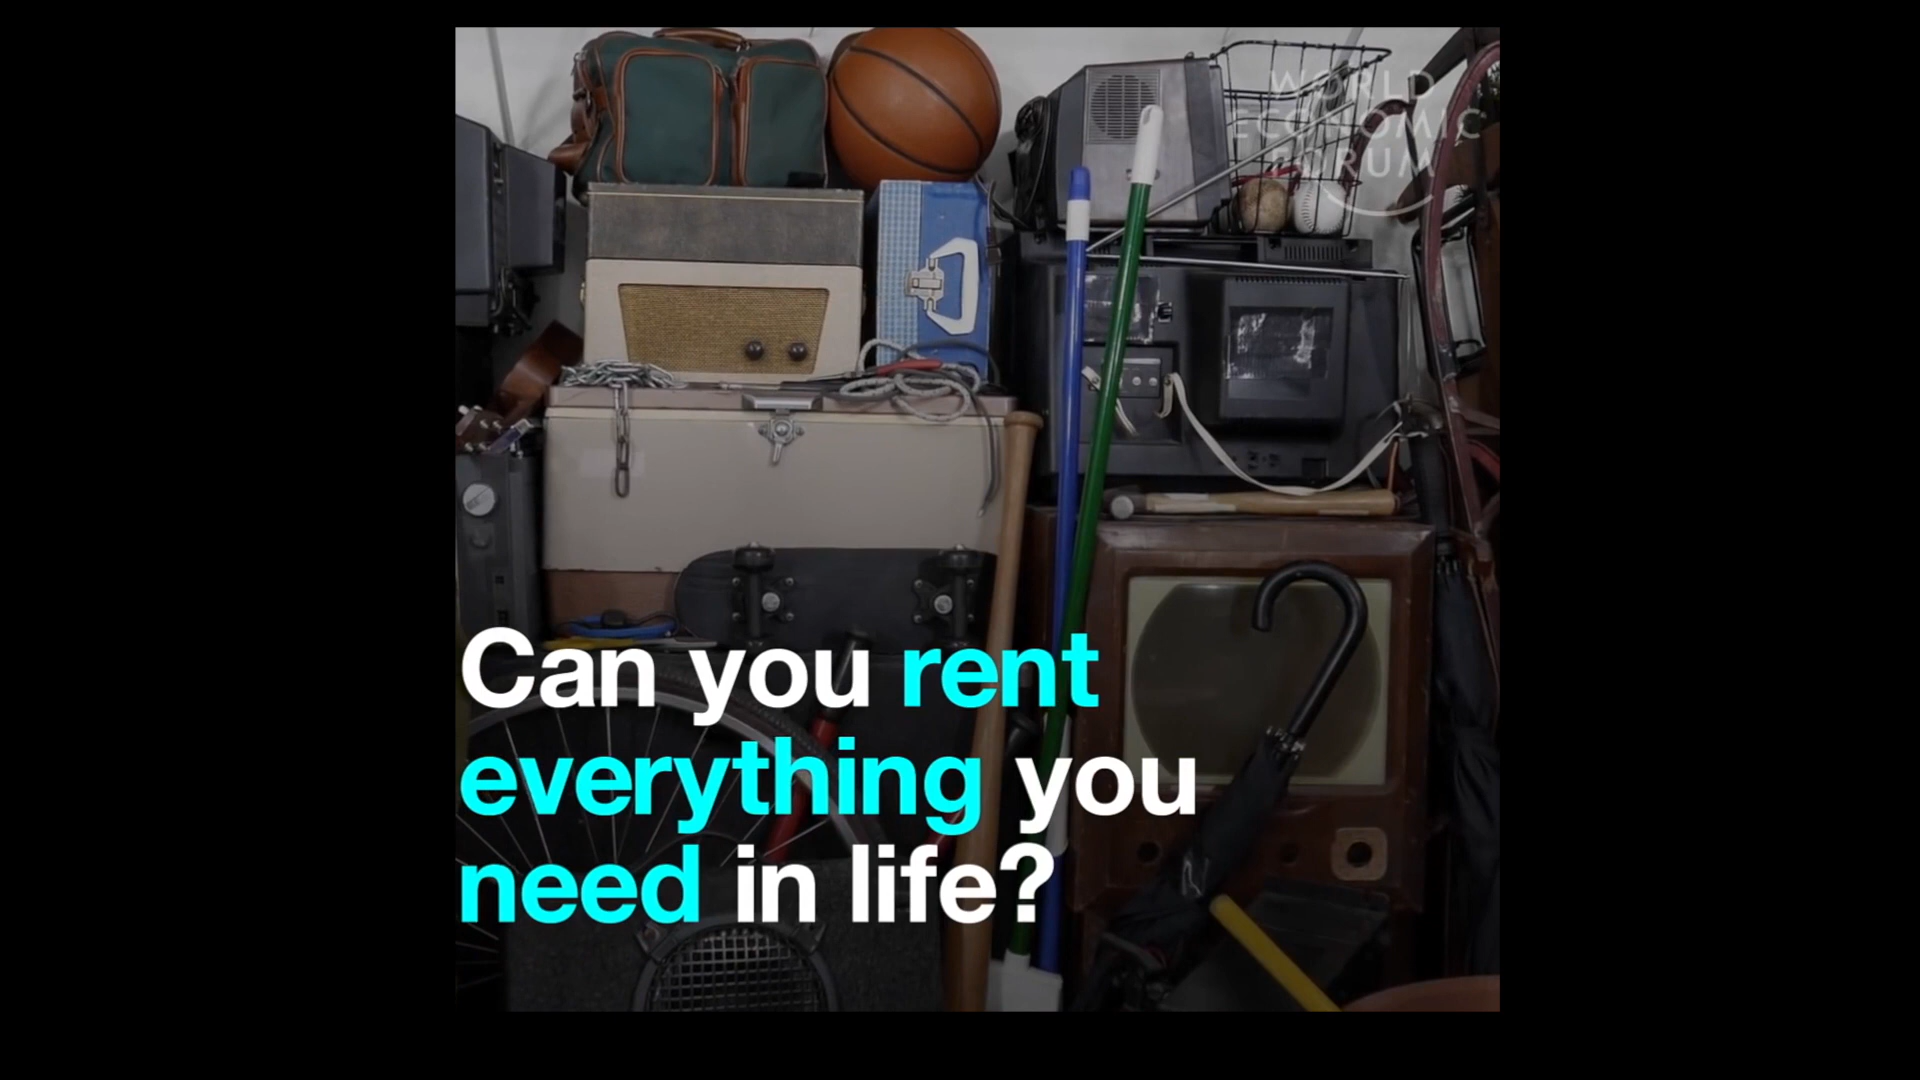 WORLD
ECONOMIC
FORUM
Can you rent
everything you
need in life?